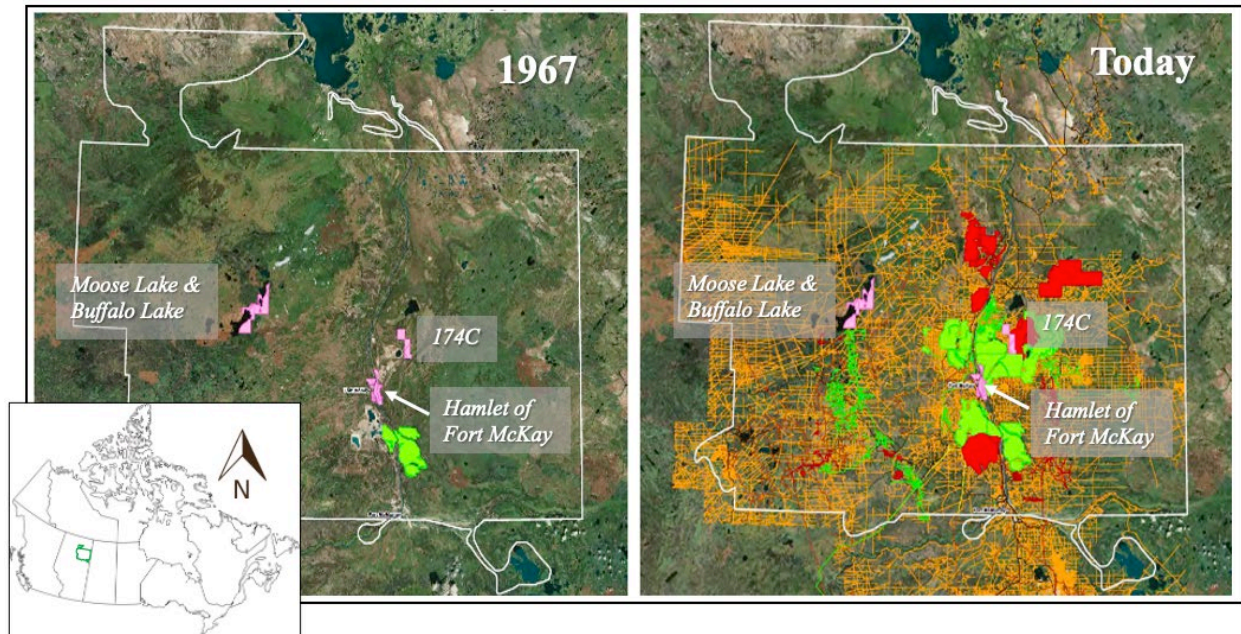 1967
Moose Lake &
Buffalo Lake
174C
Hamlet of
Fort McKay
N
Today
Moose Lake &
Buffalo Lake
174C
Hamlet of
Fort McKay